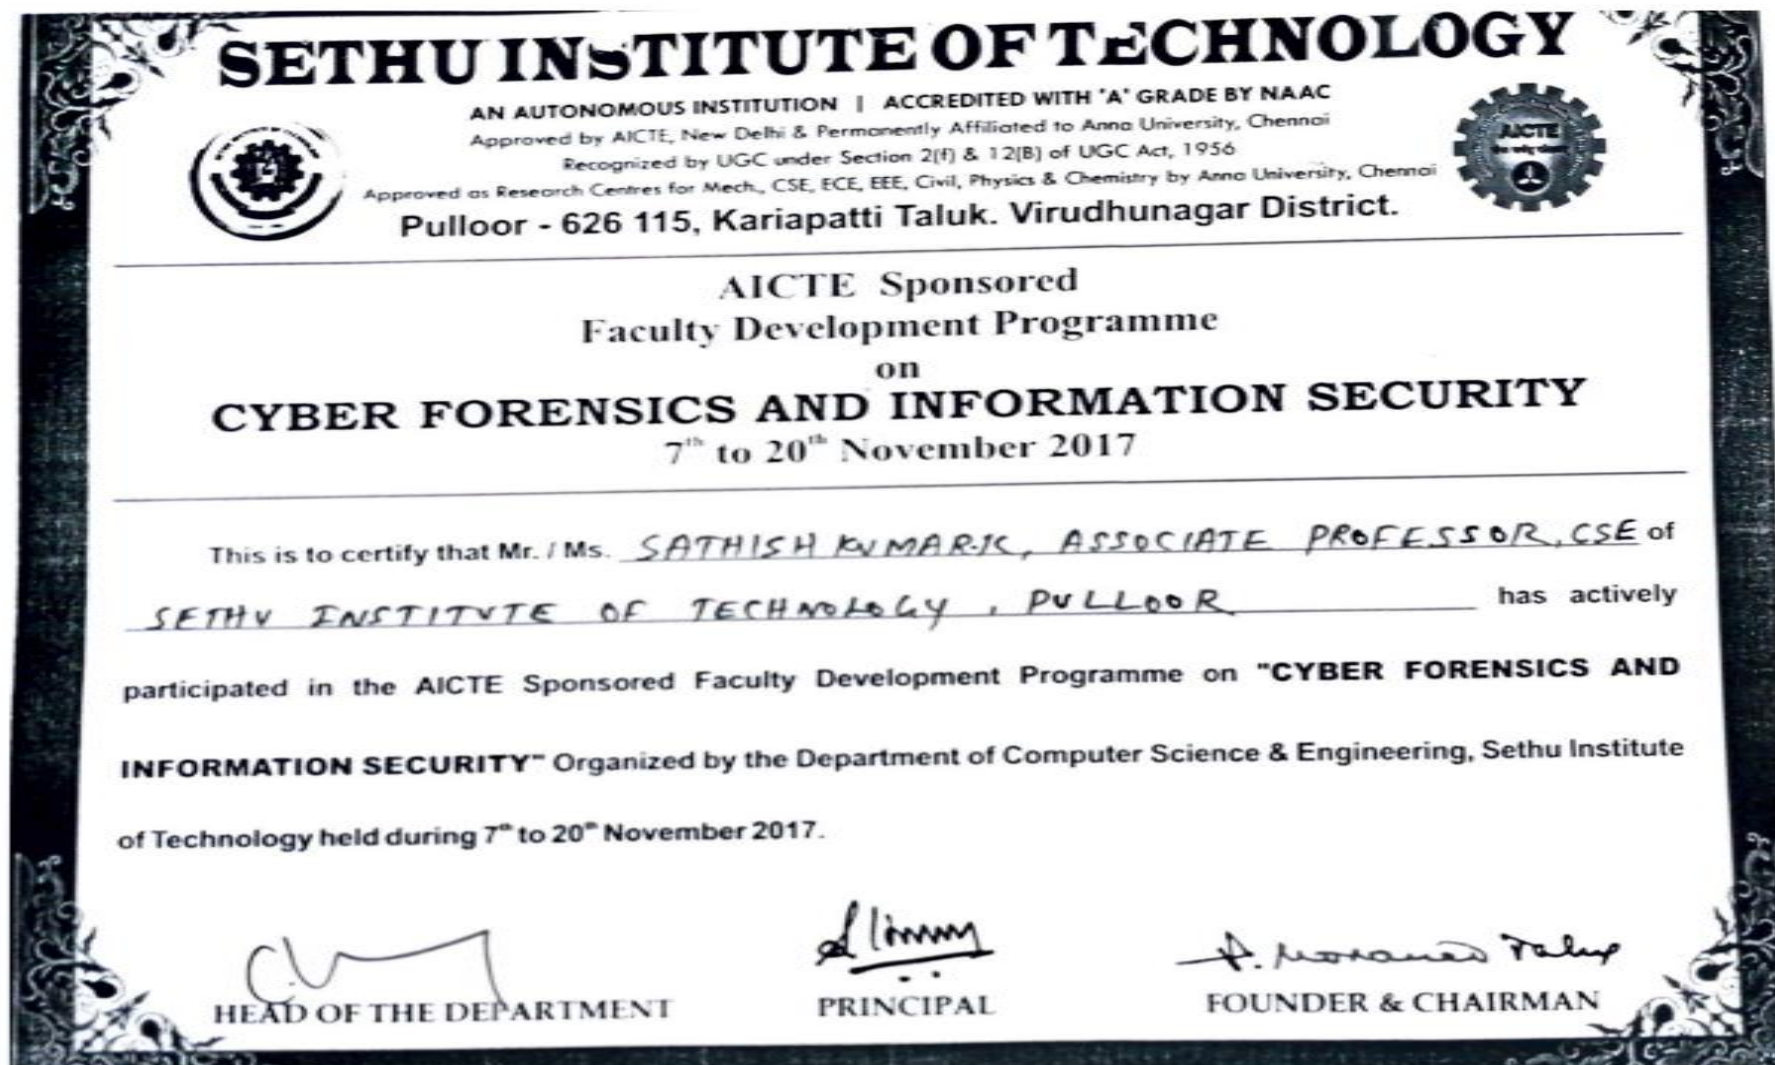 SETHU INSTITUTE OF TECHNOLOGY
AN AUTONOMOUS INSTITUTION | ACCREDITED WITH 'A' GRADE BY NAAC
Approved by AICTE, New Delhi & Permanently Affiliated to Anna University, Chennai
Recognized by UGC under Section 2(f) & 12(B) of UGC Act, 1956
Approved as Research Centres for Mech., CSE, ECE, EEE, Civil, Physics & Chemistry by Anna University, Chennai
Pulloor - 626 115, Kariapatti Taluk. Virudhunagar District.
AICTE
AICTE Sponsored
Faculty Development Programme
on
CYBER FORENSICS AND INFORMATION SECURITY
7th to 20th November 2017
This is to certify that Mr. / Ms. SATHISH KUMAR.K, ASSOCIATE PROFESSOR, CSE of
SETHU INSTITUTE OF TECHNOLOGY, PULLOOR has actively
participated in the AICTE Sponsored Faculty Development Programme on "CYBER FORENSICS AND
INFORMATION SECURITY" Organized by the Department of Computer Science & Engineering, Sethu Institute
of Technology held during 7th to 20th November 2017.
HEAD OF THE DEPARTMENT
PRINCIPAL
FOUNDER & CHAIRMAN